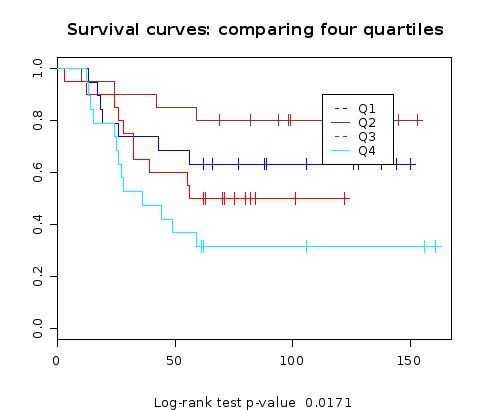 Survival curves: comparing four quartiles
1.0
0.8
0.6
0.4
0.2
0.0
Q1
Q2
Q3
Q4
0 50 100 150
Log-rank test p-value 0.0171